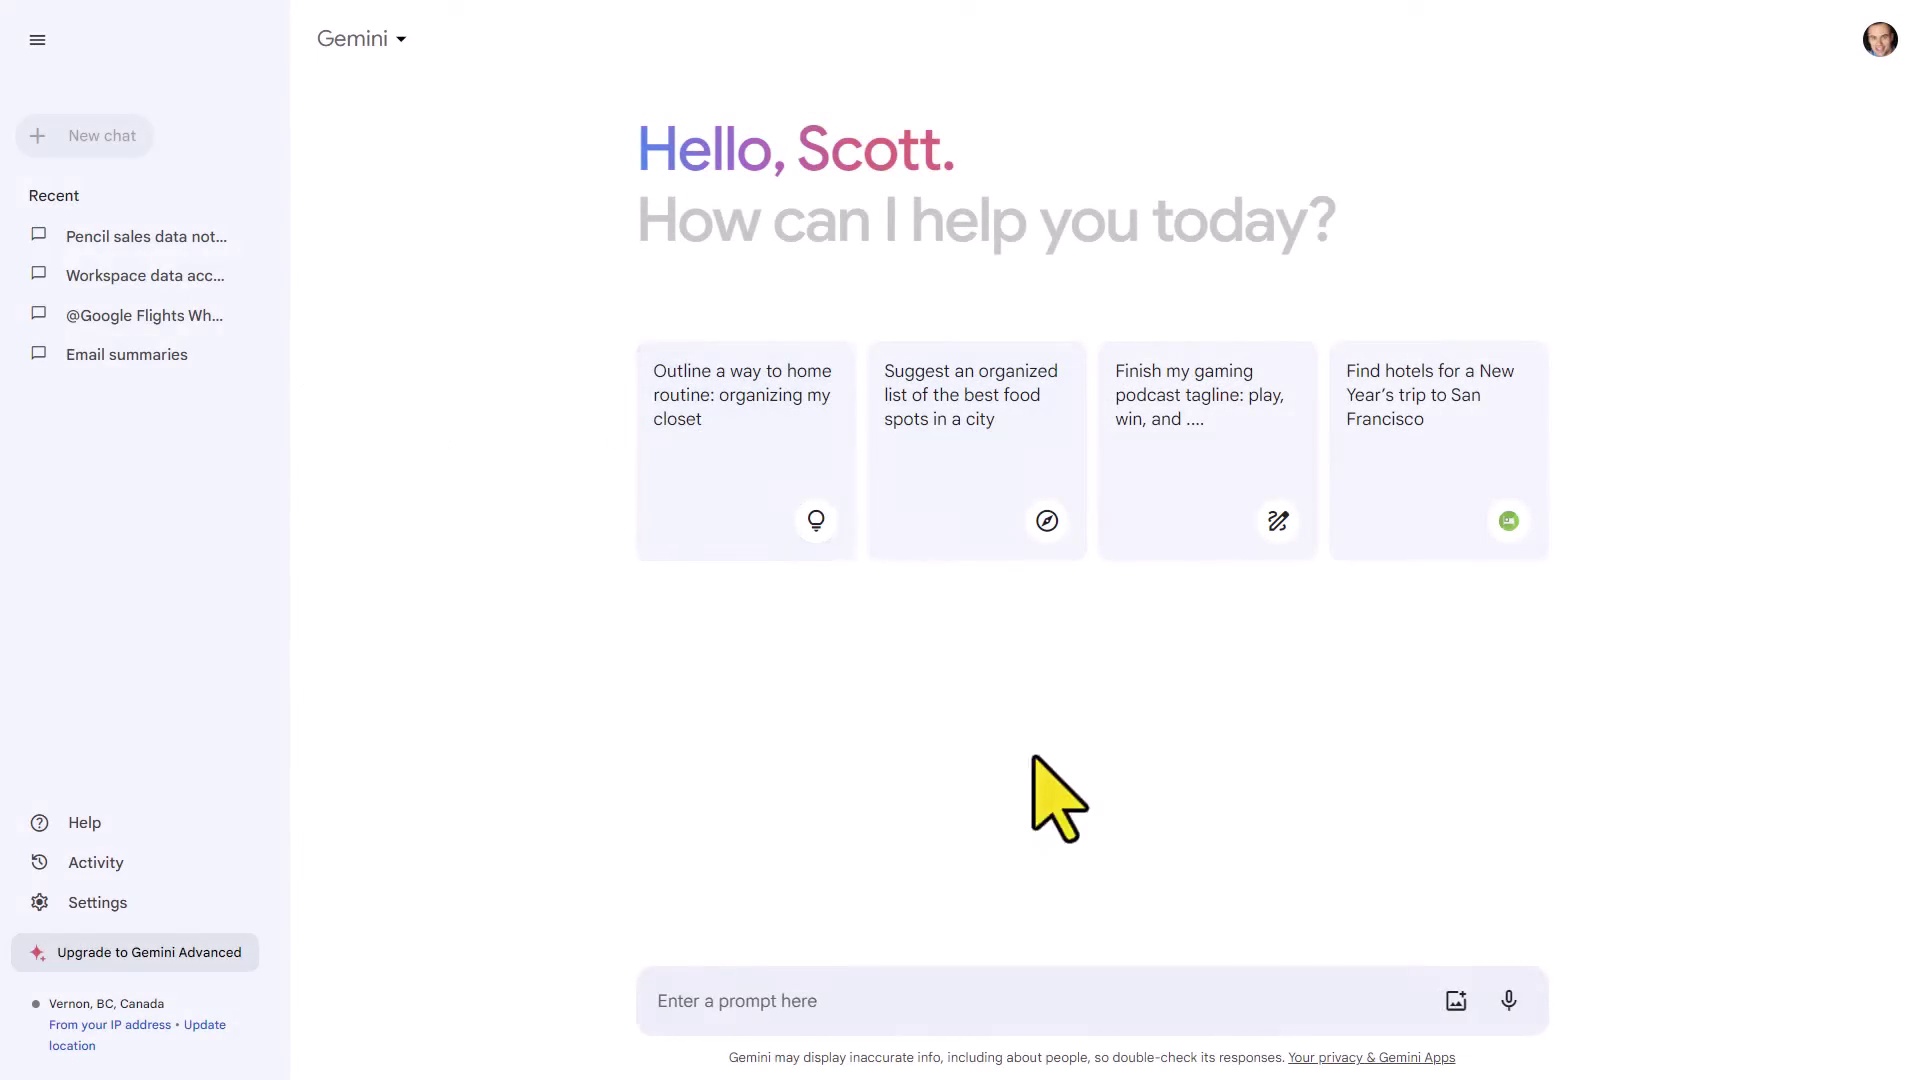 Gemini
New chat
Recent
Pencil sales data not...
Workspace data acc...
@Google Flights Wh...
Email summaries
Help
Activity
Settings
Upgrade to Gemini Advanced
Vernon, BC, Canada
From your IP address • Update
location
Hello, Scott.
How can I help you today?
Outline a way to home
routine: organizing my
closet
Suggest an organized
list of the best food
spots in a city
Finish my gaming
podcast tagline: play,
win, and ....
Find hotels for a New
Year’s trip to San
Francisco
Enter a prompt here
Gemini may display inaccurate info, including about people, so double-check its responses. Your privacy & Gemini Apps